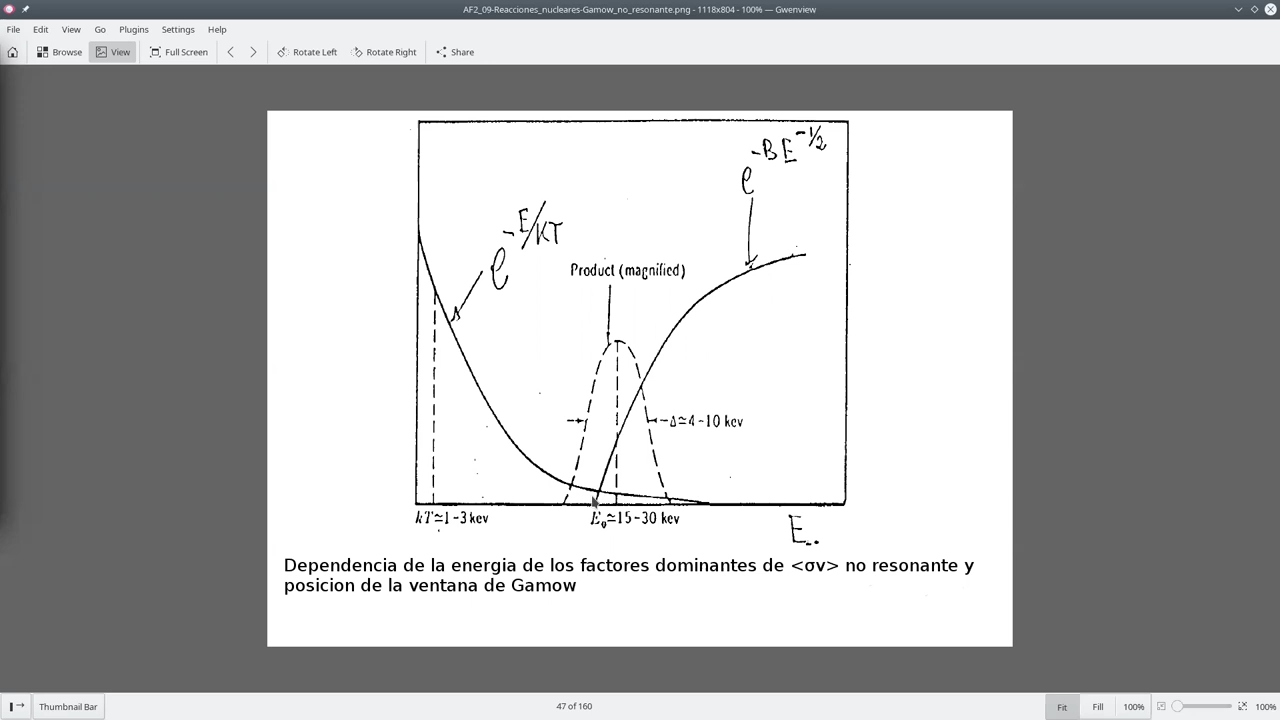 AF2_09-Reacciones_nucleares-Gamow_no_resonante.png - 1118x804 - 100% — Gwenview
File Edit View Plugins Go Settings Help
Browse View Full Screen Rotate Left Rotate Right Share
e^-BE^-1/2
e^-E/KT
Product (magnified)
Δ≃4-10 kev
kT≃1-3 kev
E₀≃15-30 kev
E
Dependencia de la energia de los factores dominantes de <σv> no resonante y
posicion de la ventana de Gamow
Thumbnail Bar
47 of 160
Fit Fill 100% 100%